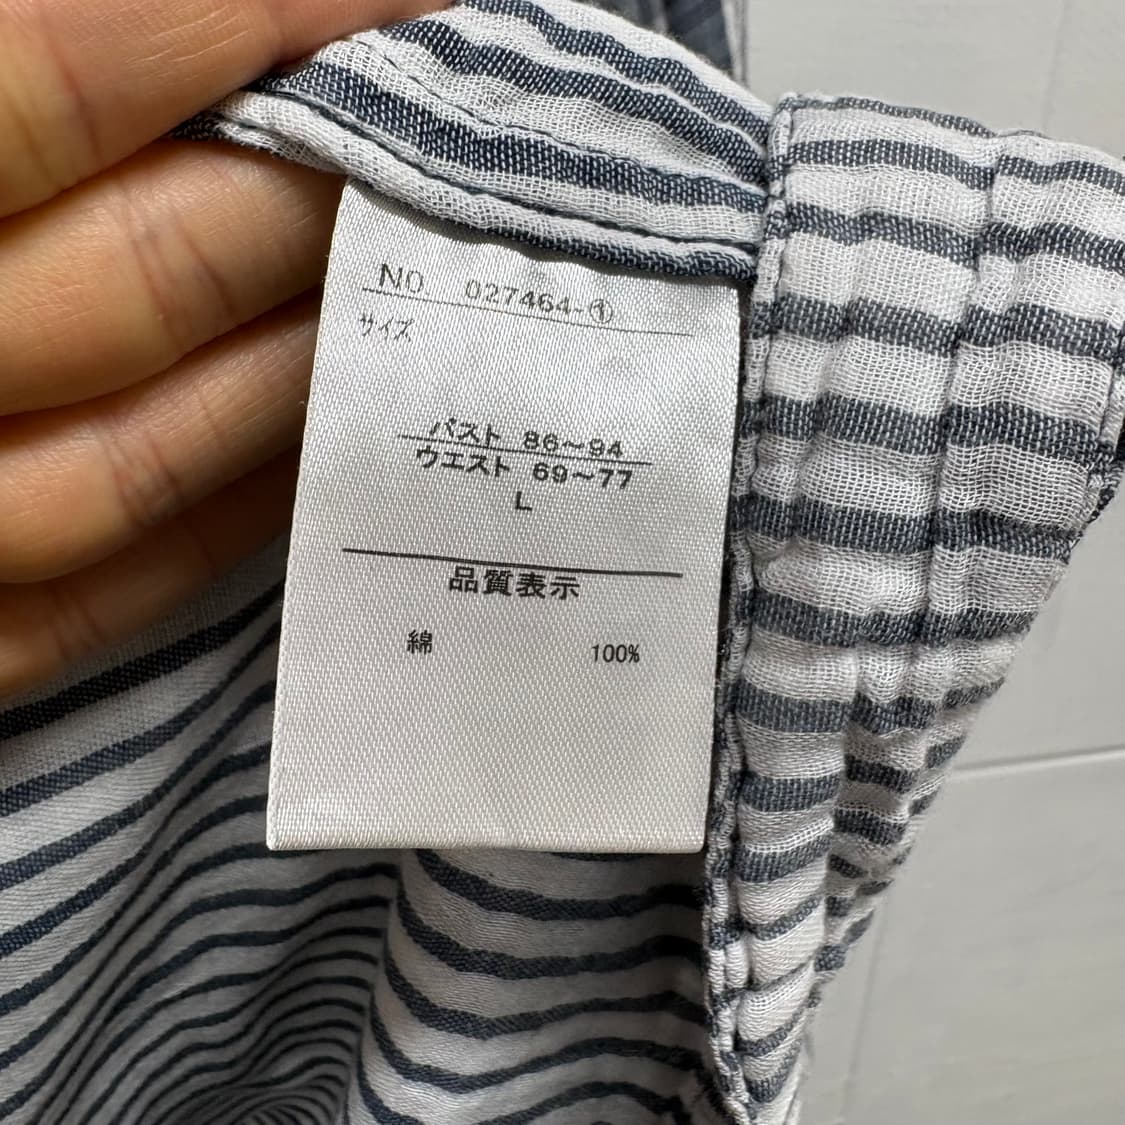 NO 027464-①
サイズ
バスト 86～94
ウエスト 69～77
L
品質表示
綿 100%